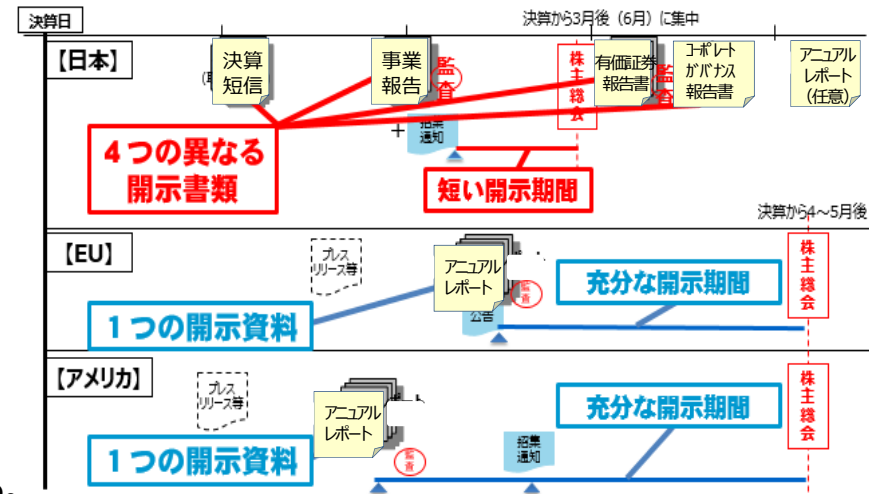 決算日
決算から3月後（6月）に集中
【日本】
決算
短信
事業
報告
監
査
株
主
総
会
有価証券
報告書
監
査
コーポレート
ガバナンス
報告書
アニュアル
レポート
（任意）
＋
招集
通知
４つの異なる
開示書類
短い開示期間
決算から4～5月後
【EU】
プレス
リリース等
アニュアル
レポート
監
査
公告
充分な開示期間
株
主
総
会
１つの開示資料
【アメリカ】
プレス
リリース等
アニュアル
レポート
監
査
招集
通知
充分な開示期間
株
主
総
会
１つの開示資料